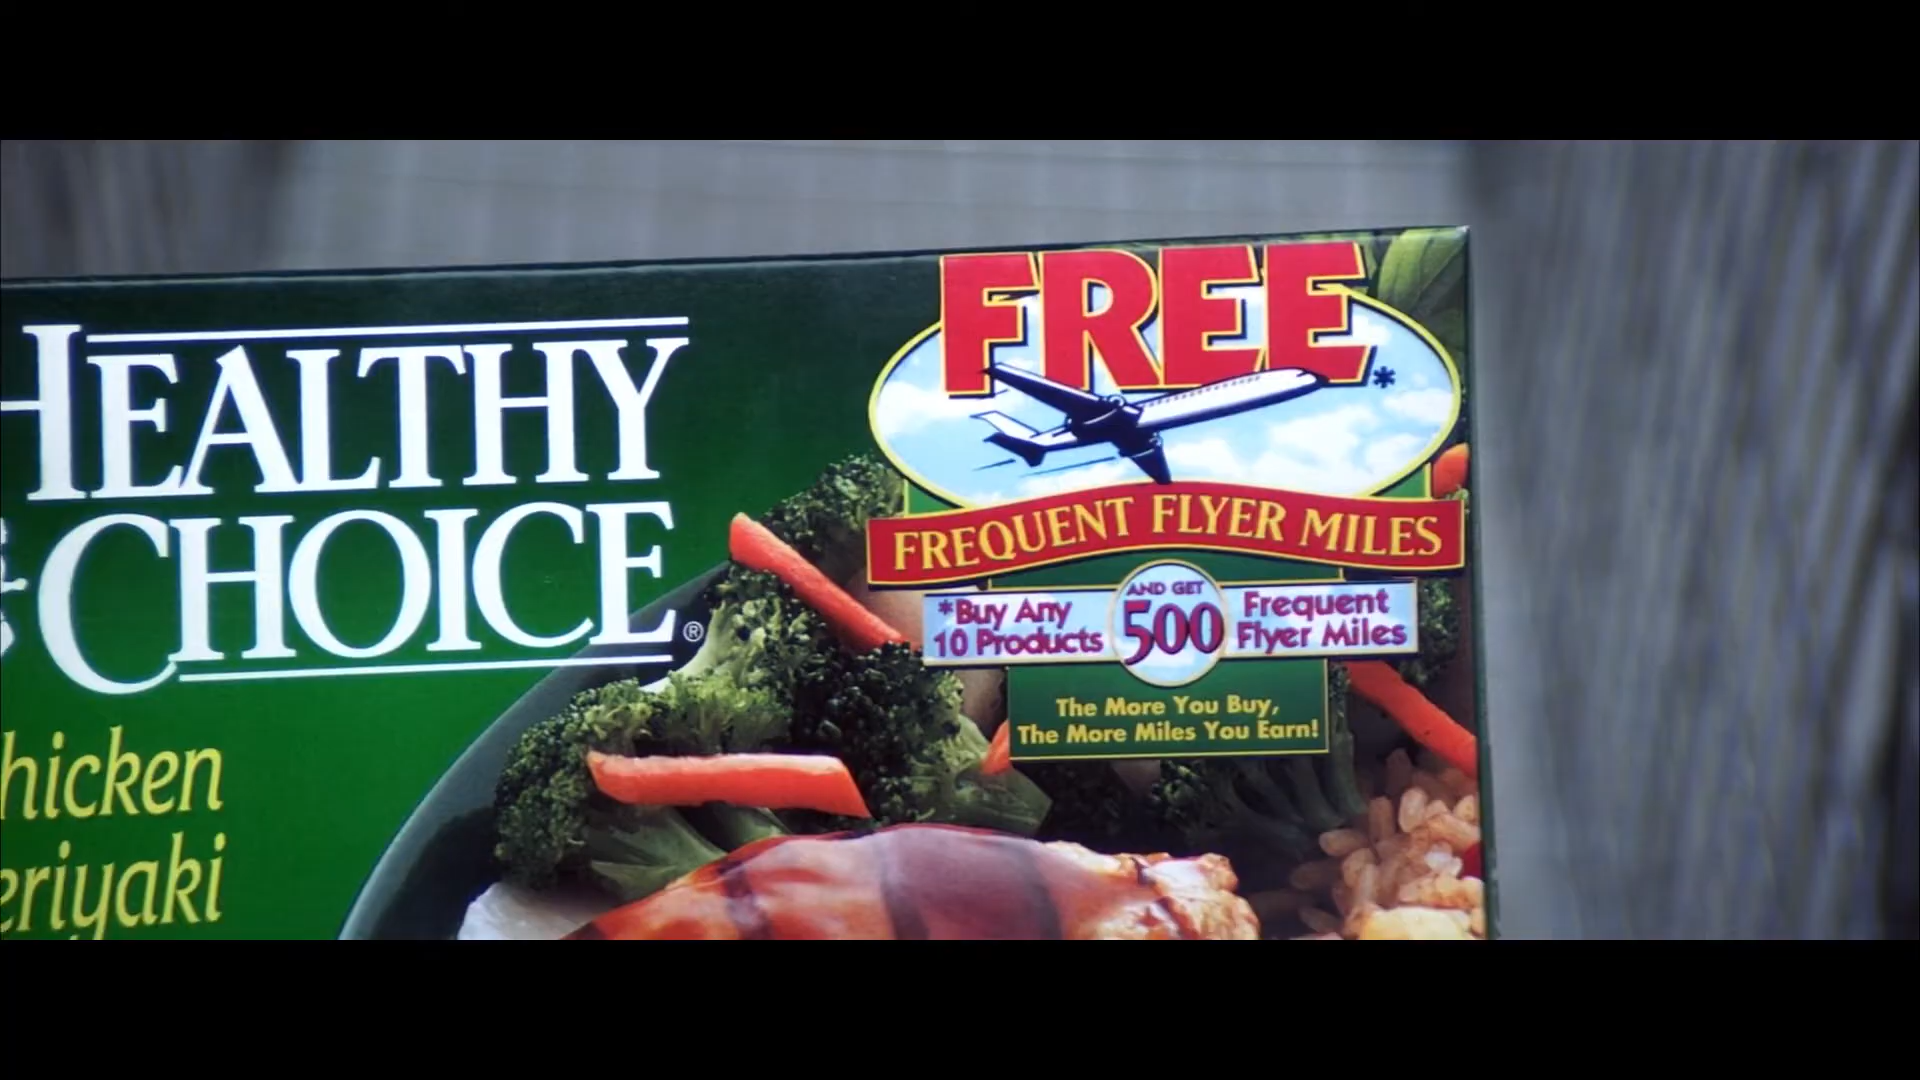 HEALTHY
CHOICE®
hicken
eriyaki
FREE*
FREQUENT FLYER MILES
*Buy Any
10 Products
AND GET
500
Frequent
Flyer Miles
The More You Buy,
The More Miles You Earn!